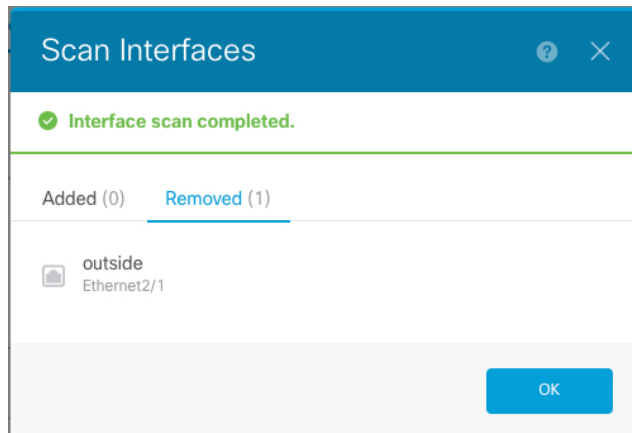 Scan Interfaces
Interface scan completed.
Added (0) Removed (1)
outside
Ethernet2/1
OK